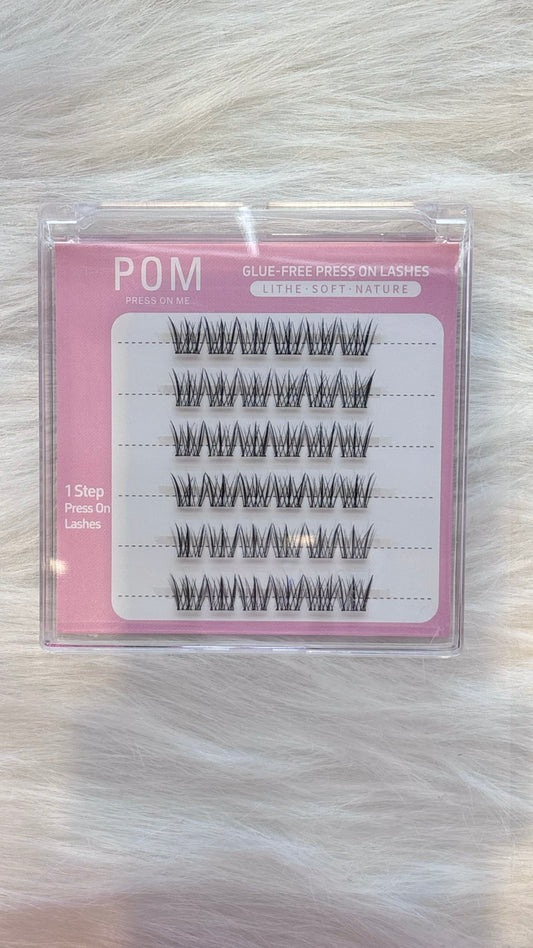 POM
PRESS ON ME...
GLUE-FREE PRESS ON LASHES
LITHE·SOFT·NATURE
1 Step
Press On
Lashes